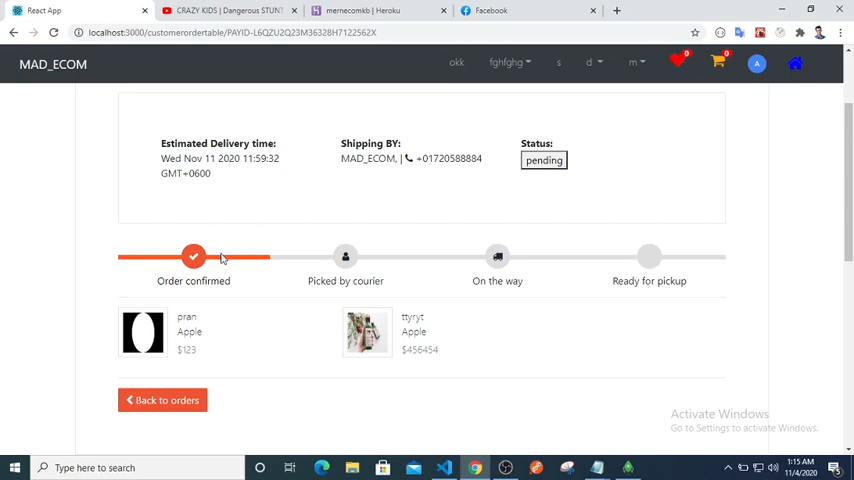 React App
CRAZY KIDS | Dangerous STUNT
mernecomkb | Heroku
Facebook
localhost:3000/customerordertable/PAYID-L6QZU2Q23M36328H7122562X
MAD_ECOM
okk
fghfghg
s
d
m
0
0
A
Estimated Delivery time:
Wed Nov 11 2020 11:59:32
GMT+0600
Shipping BY:
MAD_ECOM, | +01720588884
Status:
pending
Order confirmed
Picked by courier
On the way
Ready for pickup
pran
Apple
$123
ttyryt
Apple
$456454
Back to orders
Activate Windows
Go to Settings to activate Windows.
Type here to search
1:15 AM
11/4/2020